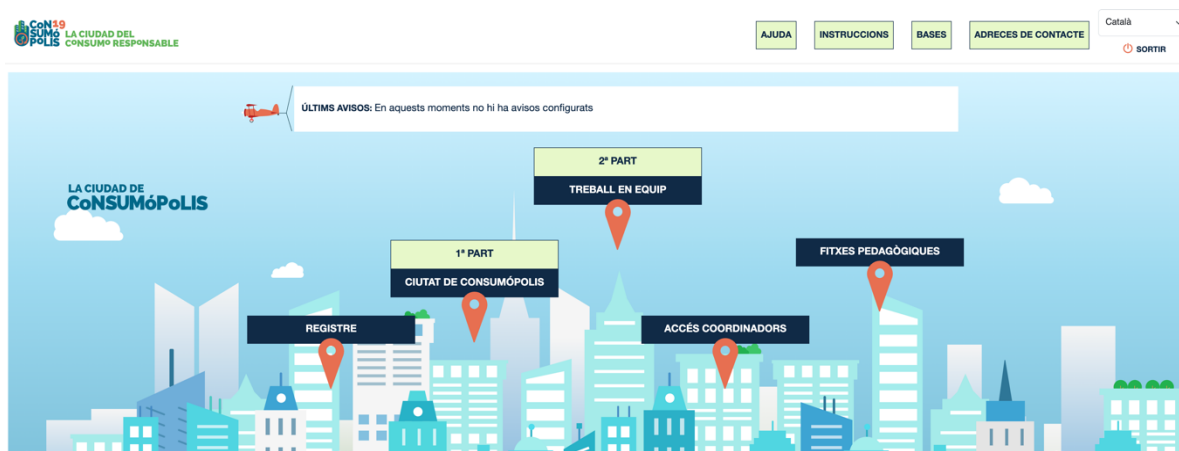 CoN19
SUMó
PoLIS
LA CIUDAD DEL
CONSUMO RESPONSABLE
AJUDA
INSTRUCCIONS
BASES
ADRECES DE CONTACTE
Català
SORTIR
ÚLTIMS AVISOS: En aquests moments no hi ha avisos configurats
LA CIUDAD DE
CoNSUMóPoLIS
2ª PART
TREBALL EN EQUIP
1ª PART
CIUTAT DE CONSUMÓPOLIS
FITXES PEDAGÒGIQUES
REGISTRE
ACCÉS COORDINADORS